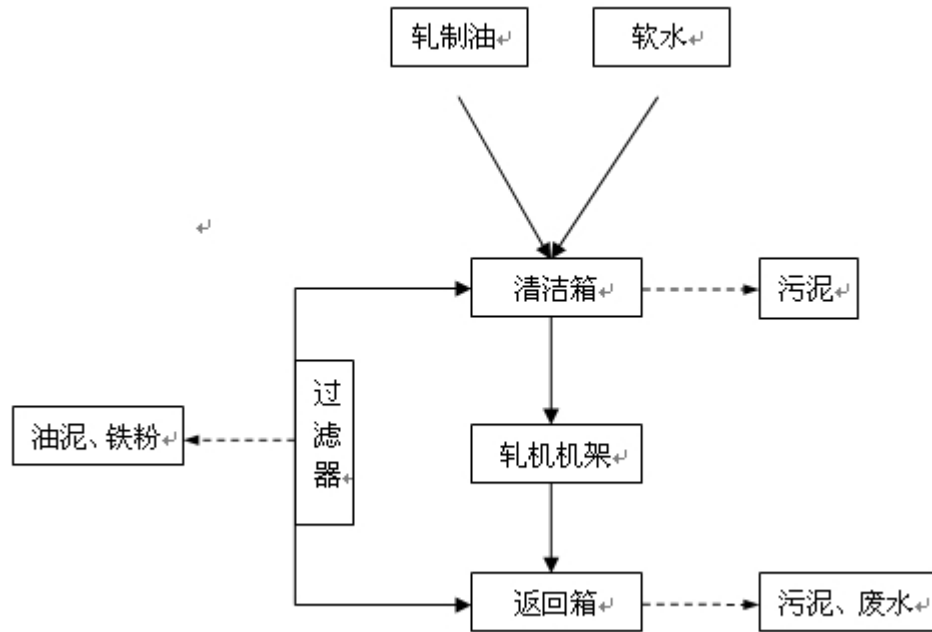 轧制油
软水
清洁箱
污泥
过
滤
器
油泥、铁粉
轧机机架
返回箱
污泥、废水